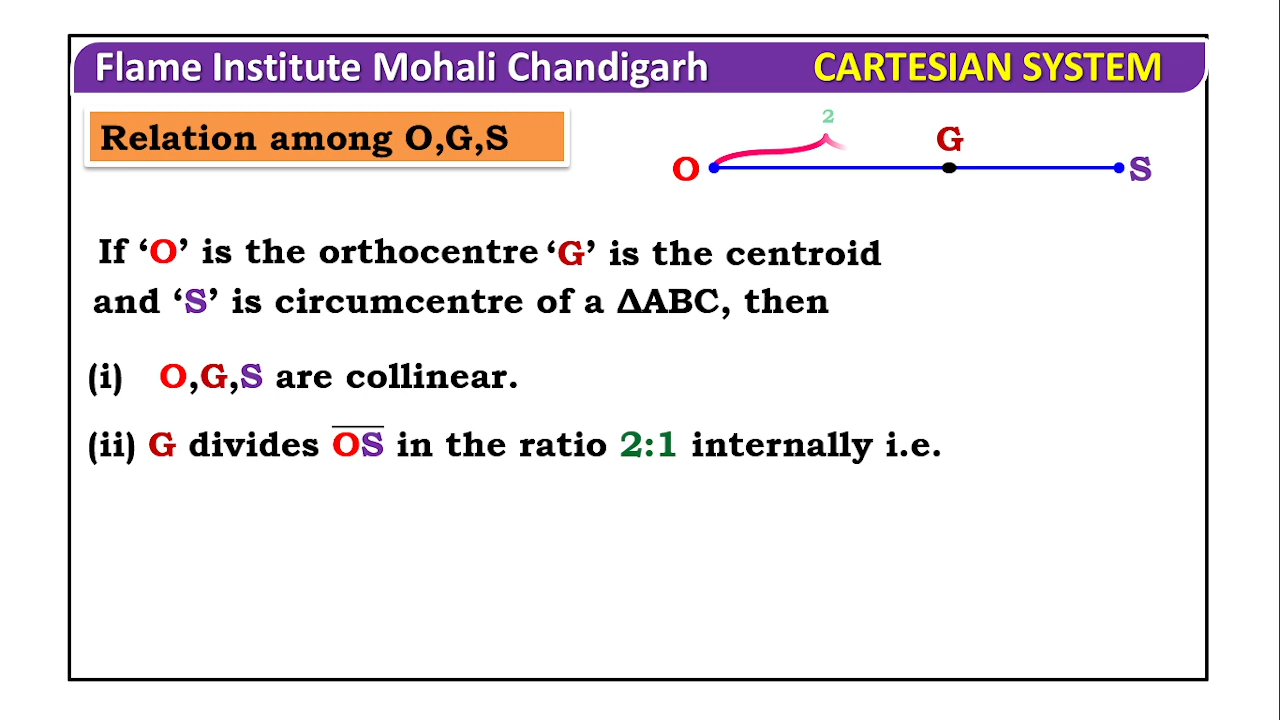 Flame Institute Mohali Chandigarh CARTESIAN SYSTEM
Relation among O,G,S
2
O G S
If ‘O’ is the orthocentre ‘G’ is the centroid
and ‘S’ is circumcentre of a ΔABC, then
(i) O,G,S are collinear.
(ii) G divides O̅S̅ in the ratio 2:1 internally i.e.